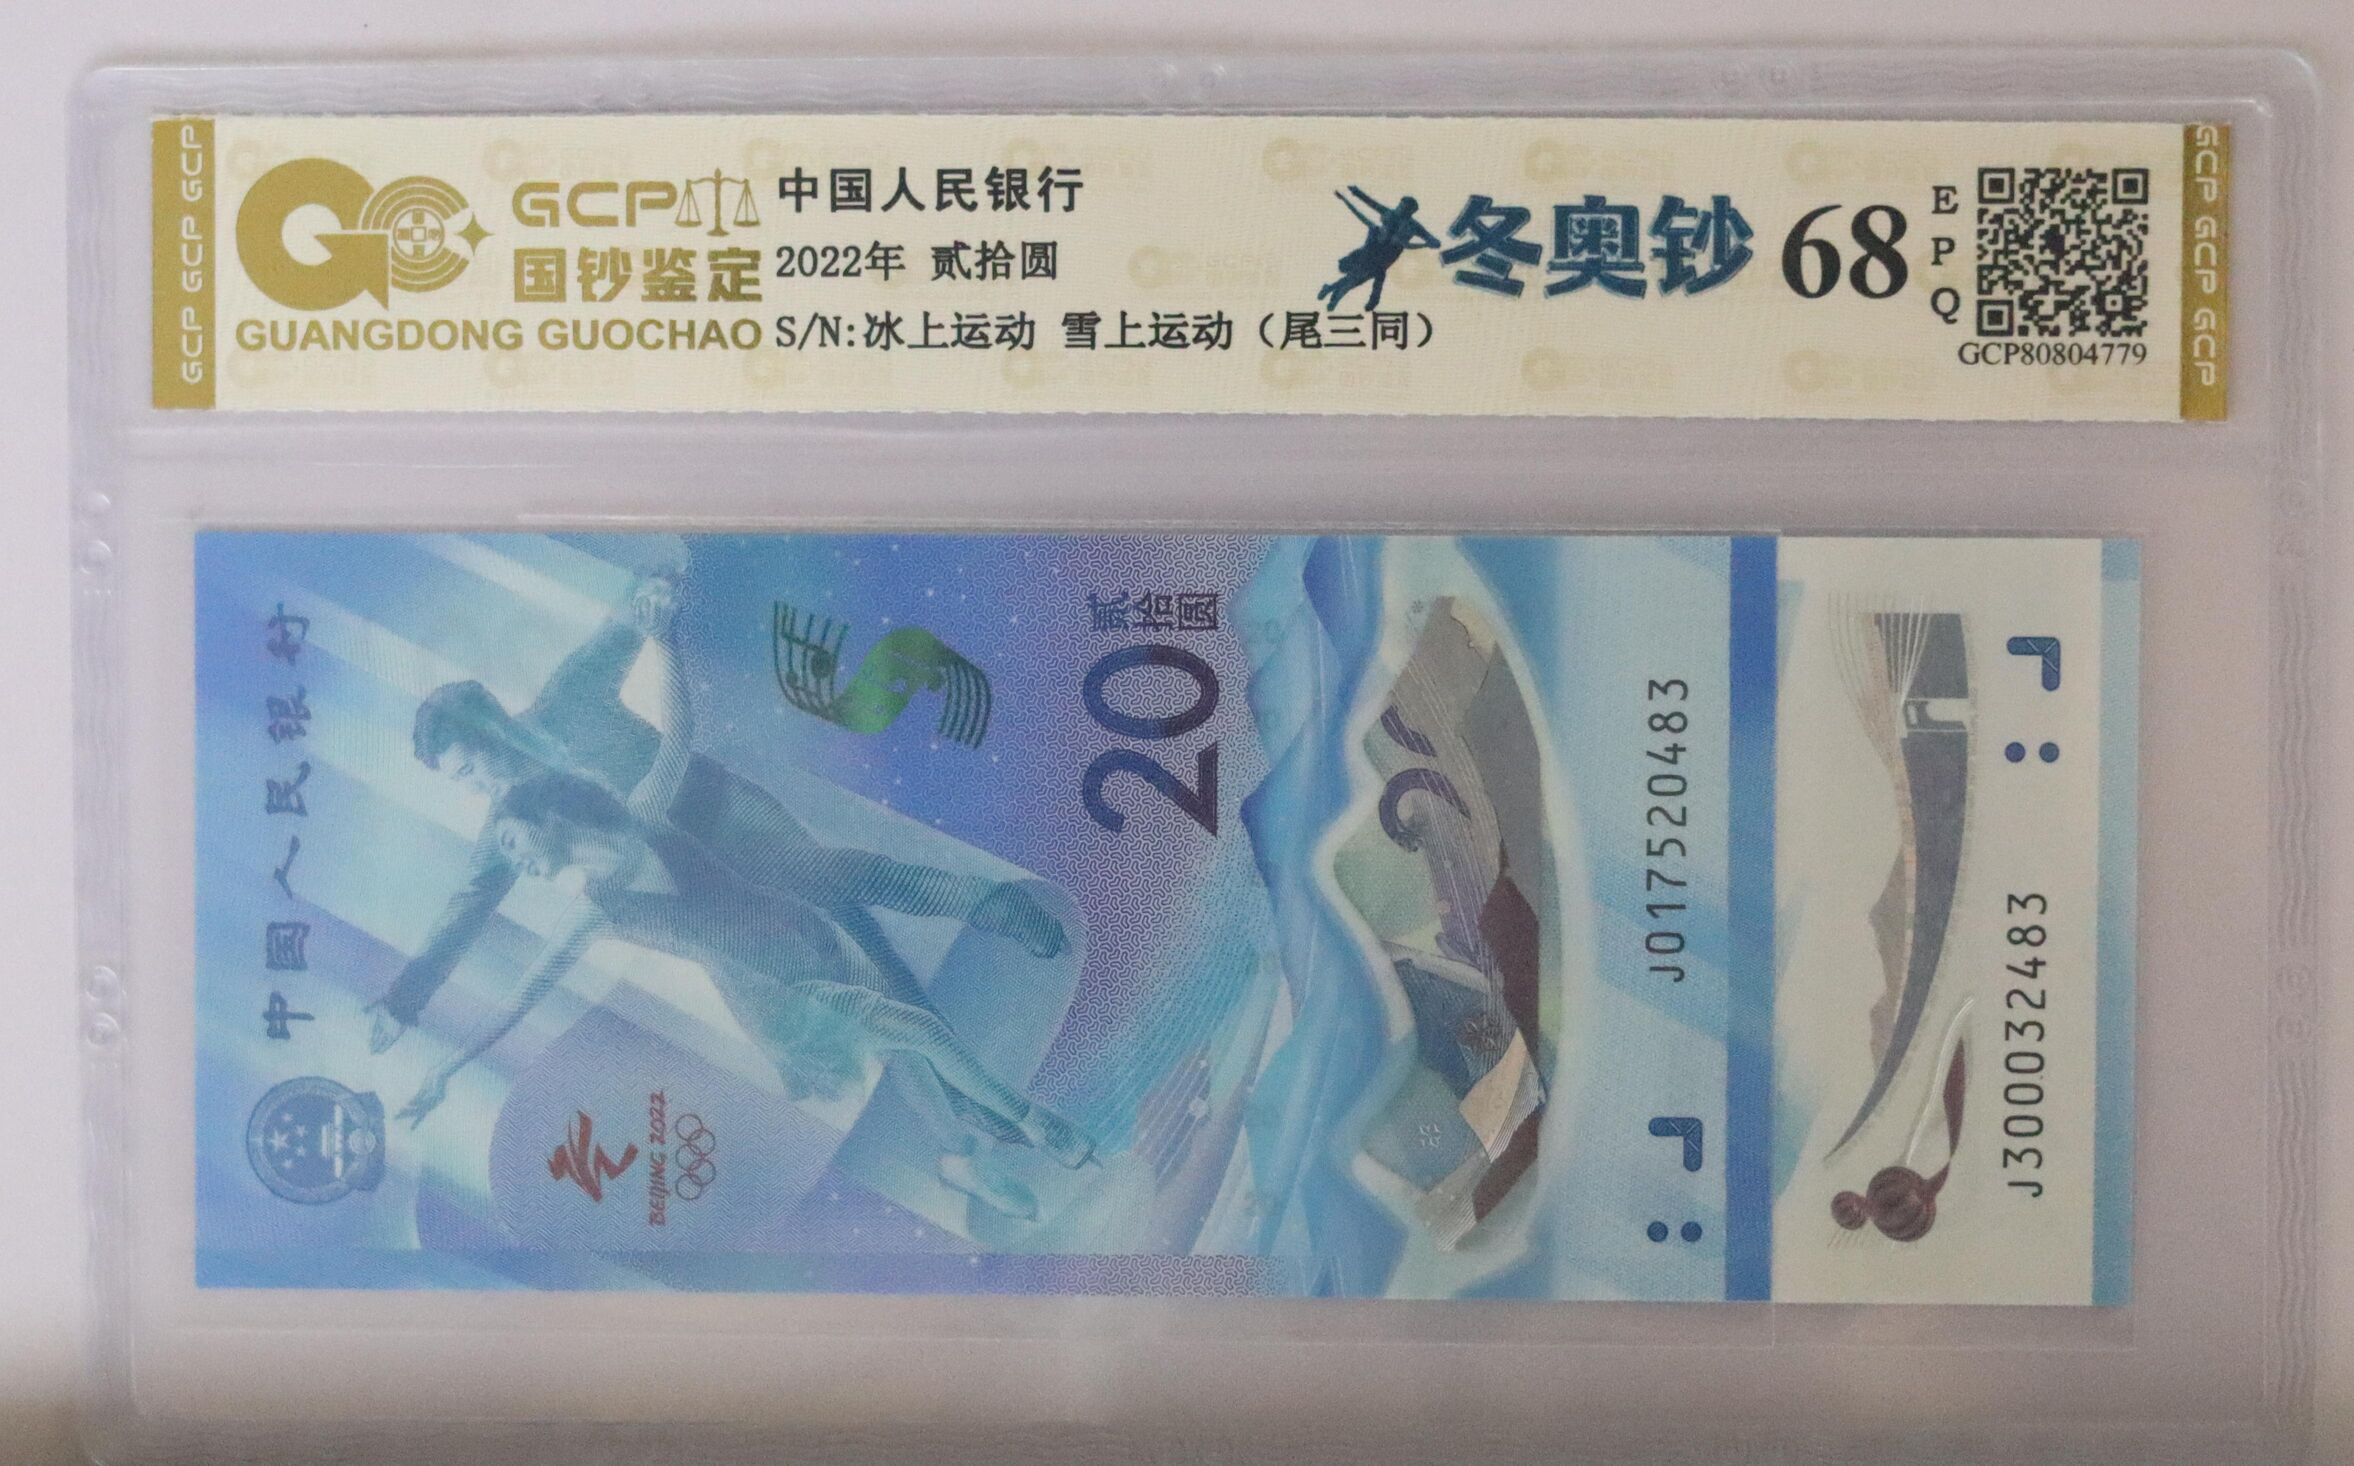 GCP
国钞鉴定
GUANGDONG GUOCHAO
中国人民银行
2022年 贰拾圆
S/N:冰上运动 雪上运动（尾三同）
冬奥钞
68
EPQ
GCP80804779
GCP GCP GCP
GCP GCP GCP
中国人民银行
BEIJING 2022
贰拾圆
20
J017520483
J300032483